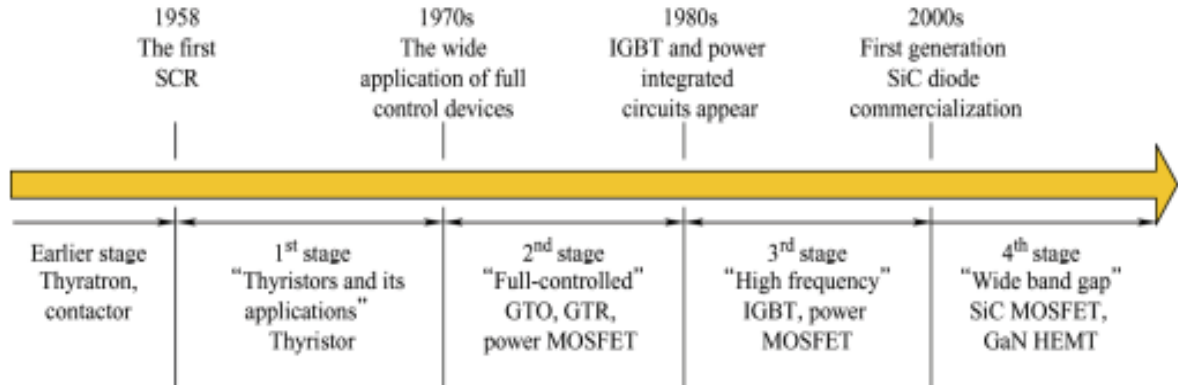 1958
The first
SCR
1970s
The wide
application of full
control devices
1980s
IGBT and power
integrated
circuits appear
2000s
First generation
SiC diode
commercialization
Earlier stage
Thyratron,
contactor
1st stage
“Thyristors and its
applications”
Thyristor
2nd stage
“Full-controlled”
GTO, GTR,
power MOSFET
3rd stage
“High frequency”
IGBT, power
MOSFET
4th stage
“Wide band gap”
SiC MOSFET,
GaN HEMT